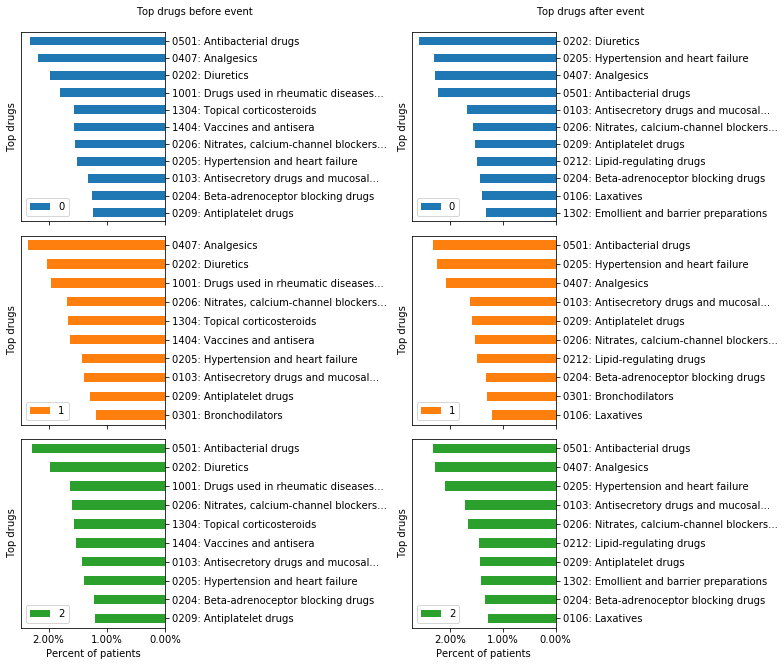 Top drugs before event
Top drugs
0501: Antibacterial drugs
0407: Analgesics
0202: Diuretics
1001: Drugs used in rheumatic diseases...
1304: Topical corticosteroids
1404: Vaccines and antisera
0206: Nitrates, calcium-channel blockers...
0205: Hypertension and heart failure
0103: Antisecretory drugs and mucosal...
0204: Beta-adrenoceptor blocking drugs
0209: Antiplatelet drugs
0
Top drugs
0407: Analgesics
0202: Diuretics
1001: Drugs used in rheumatic diseases...
0206: Nitrates, calcium-channel blockers...
1304: Topical corticosteroids
1404: Vaccines and antisera
0205: Hypertension and heart failure
0103: Antisecretory drugs and mucosal...
0209: Antiplatelet drugs
0301: Bronchodilators
1
Top drugs
0501: Antibacterial drugs
0202: Diuretics
1001: Drugs used in rheumatic diseases...
0206: Nitrates, calcium-channel blockers...
1304: Topical corticosteroids
1404: Vaccines and antisera
0103: Antisecretory drugs and mucosal...
0205: Hypertension and heart failure
0204: Beta-adrenoceptor blocking drugs
0209: Antiplatelet drugs
2
2.00% 1.00% 0.00%
Percent of patients
Top drugs after event
Top drugs
0202: Diuretics
0205: Hypertension and heart failure
0407: Analgesics
0501: Antibacterial drugs
0103: Antisecretory drugs and mucosal...
0206: Nitrates, calcium-channel blockers...
0209: Antiplatelet drugs
0212: Lipid-regulating drugs
0204: Beta-adrenoceptor blocking drugs
0106: Laxatives
1302: Emollient and barrier preparations
0
Top drugs
0501: Antibacterial drugs
0205: Hypertension and heart failure
0407: Analgesics
0103: Antisecretory drugs and mucosal...
0209: Antiplatelet drugs
0206: Nitrates, calcium-channel blockers...
0212: Lipid-regulating drugs
0204: Beta-adrenoceptor blocking drugs
0301: Bronchodilators
0106: Laxatives
1
Top drugs
0501: Antibacterial drugs
0407: Analgesics
0205: Hypertension and heart failure
0103: Antisecretory drugs and mucosal...
0206: Nitrates, calcium-channel blockers...
0212: Lipid-regulating drugs
0209: Antiplatelet drugs
1302: Emollient and barrier preparations
0204: Beta-adrenoceptor blocking drugs
0106: Laxatives
2
2.00% 1.00% 0.00%
Percent of patients